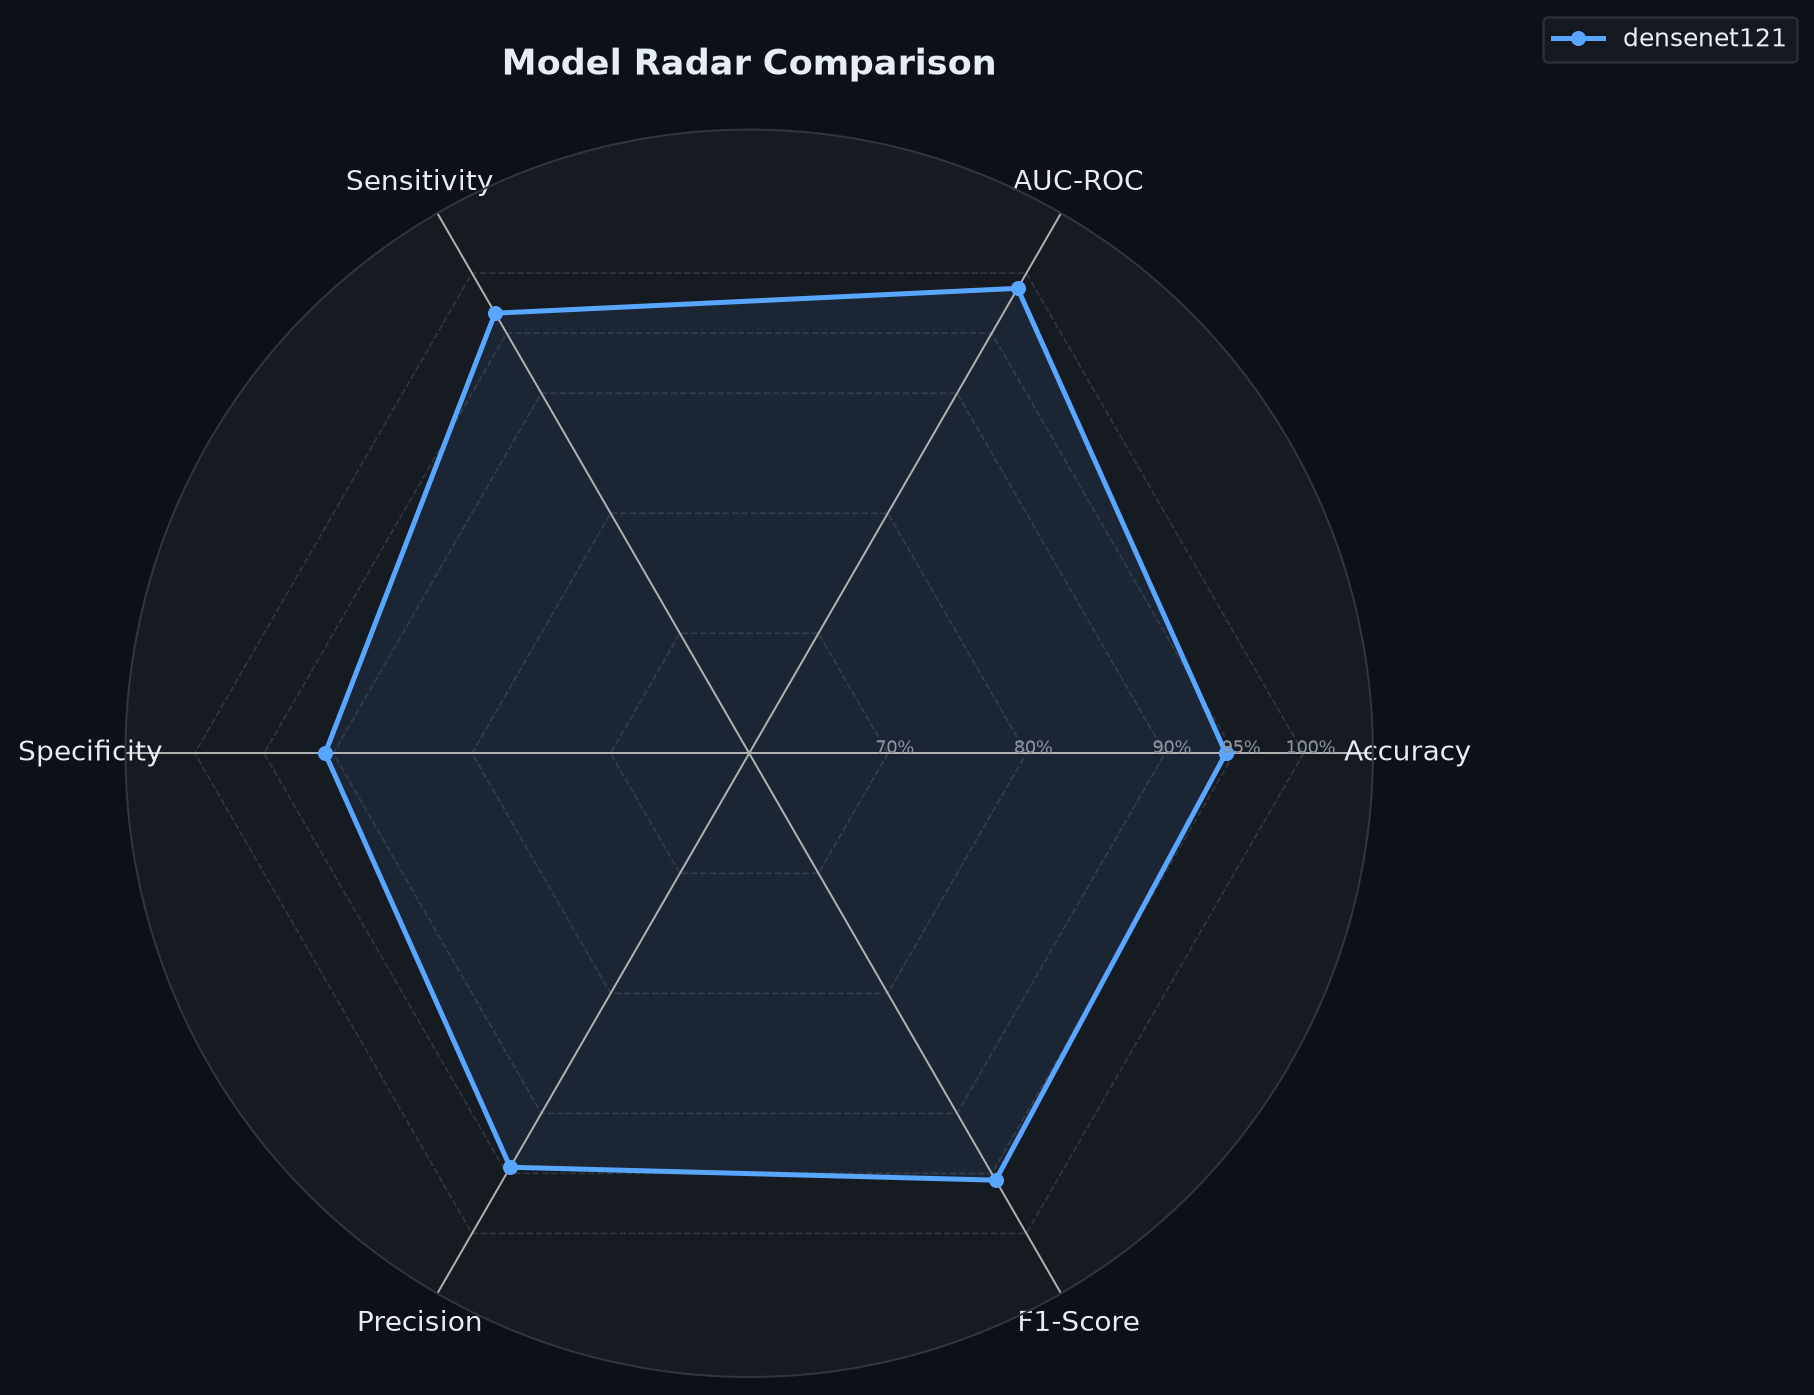 densenet121
Model Radar Comparison
Sensitivity
AUC-ROC
Specificity
70%
80%
90%
95%
100%
Accuracy
Precision
F1-Score